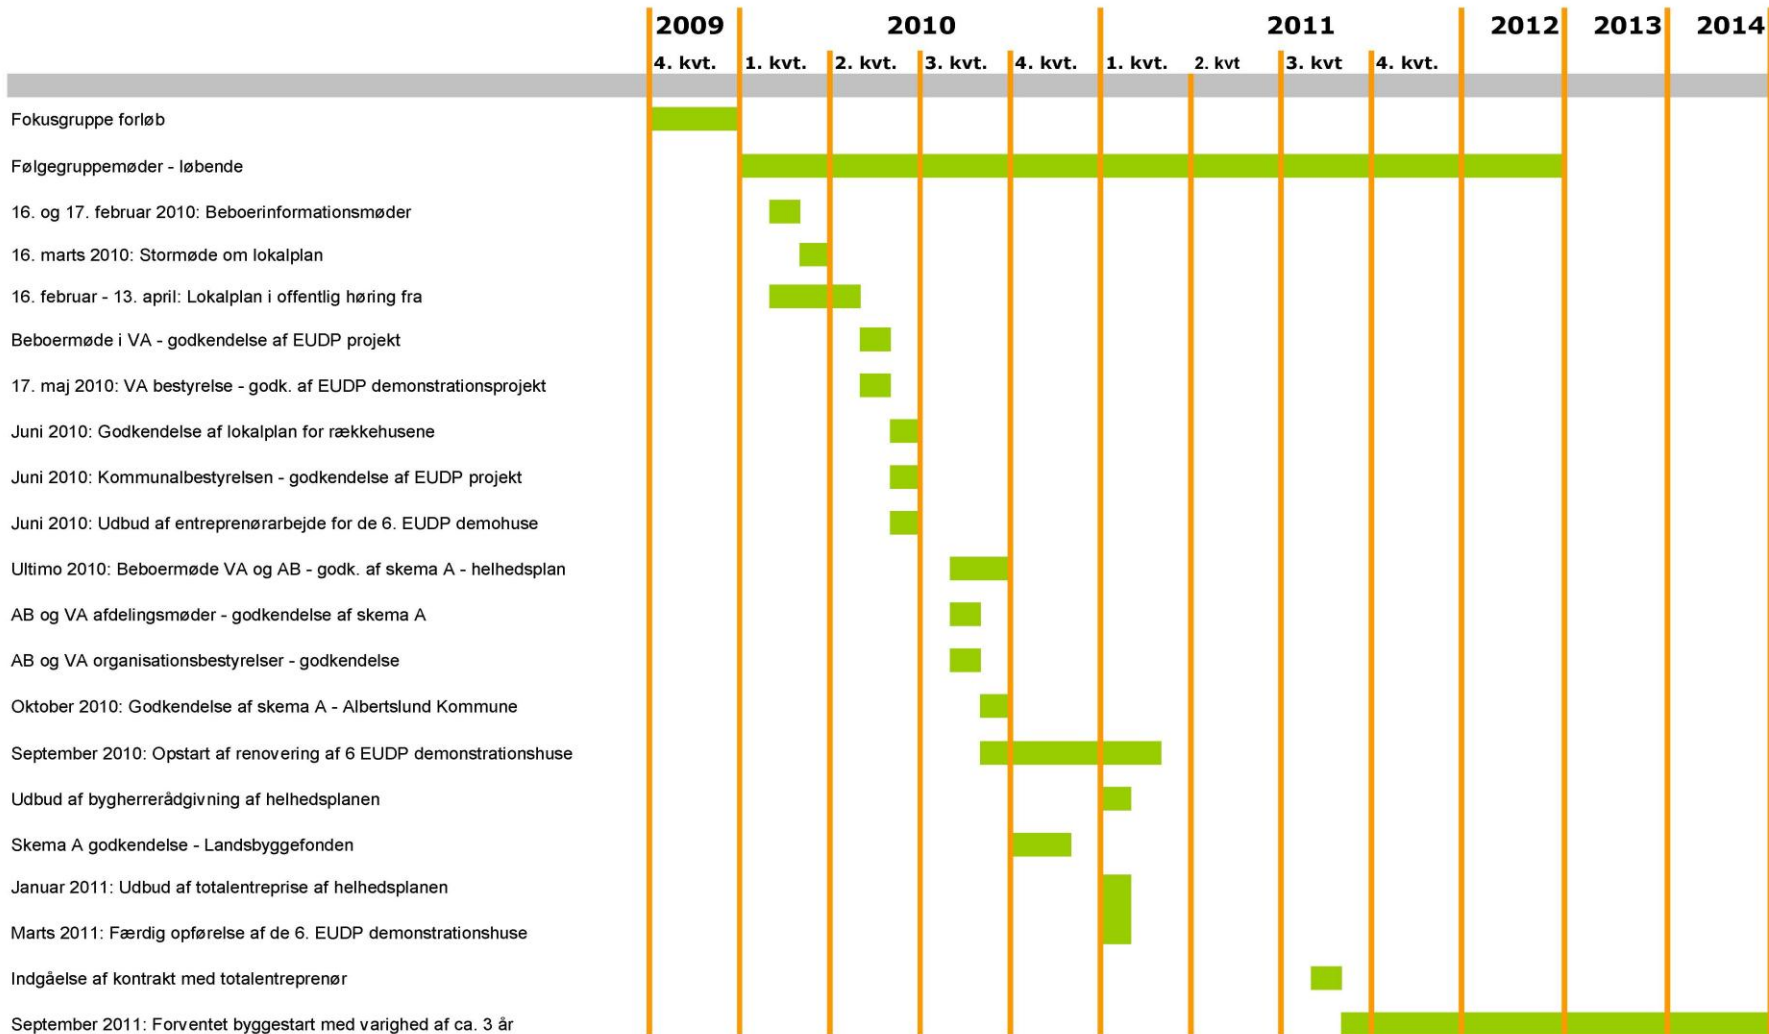 2009 2010 2011 2012 2013 2014
4. kvt. 1. kvt. 2. kvt. 3. kvt. 4. kvt. 1. kvt. 2. kvt 3. kvt 4. kvt.
Fokusgruppe forløb
Følgegruppemøder - løbende
16. og 17. februar 2010: Beboerinformationsmøder
16. marts 2010: Stormøde om lokalplan
16. februar - 13. april: Lokalplan i offentlig høring fra
Beboermøde i VA - godkendelse af EUDP projekt
17. maj 2010: VA bestyrelse - godk. af EUDP demonstrationsprojekt
Juni 2010: Godkendelse af lokalplan for rækkehusene
Juni 2010: Kommunalbestyrelsen - godkendelse af EUDP projekt
Juni 2010: Udbud af entreprenørarbejde for de 6. EUDP demohuse
Ultimo 2010: Beboermøde VA og AB - godk. af skema A - helhedsplan
AB og VA afdelingsmøder - godkendelse af skema A
AB og VA organisationsbestyrelser - godkendelse
Oktober 2010: Godkendelse af skema A - Albertslund Kommune
September 2010: Opstart af renovering af 6 EUDP demonstrationshuse
Udbud af bygherrerådgivning af helhedsplanen
Skema A godkendelse - Landsbyggefonden
Januar 2011: Udbud af totalentreprise af helhedsplanen
Marts 2011: Færdig opførelse af de 6. EUDP demonstrationshuse
Indgåelse af kontrakt med totalentreprenør
September 2011: Forventet byggestart med varighed af ca. 3 år